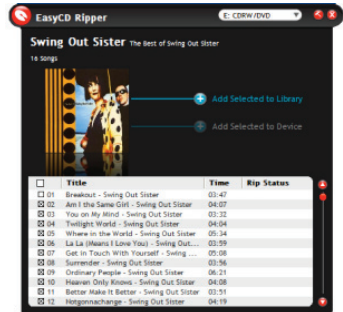 EasyCD Ripper
E: CDRW/DVD
Swing Out Sister The Best of Swing Out Sister
16 Songs
Add Selected to Library
Add Selected to Device
Title Time Rip Status
01 Breakout - Swing Out Sister 03:47
02 Am I the Same Girl - Swing Out Sister 04:07
03 You on My Mind - Swing Out Sister 03:32
04 Twilight World - Swing Out Sister 04:04
05 Where in the World - Swing Out Sister 05:34
06 La La (Means I Love You) - Swing Out... 03:59
07 Get in Touch With Yourself - Swing ... 05:08
08 Surrender - Swing Out Sister 03:56
09 Ordinary People - Swing Out Sister 06:21
10 Heaven Only Knows - Swing Out Sister 04:08
11 Better Make It Better - Swing Out Sister 03:51
12 Notgonnachange - Swing Out Sister 04:19